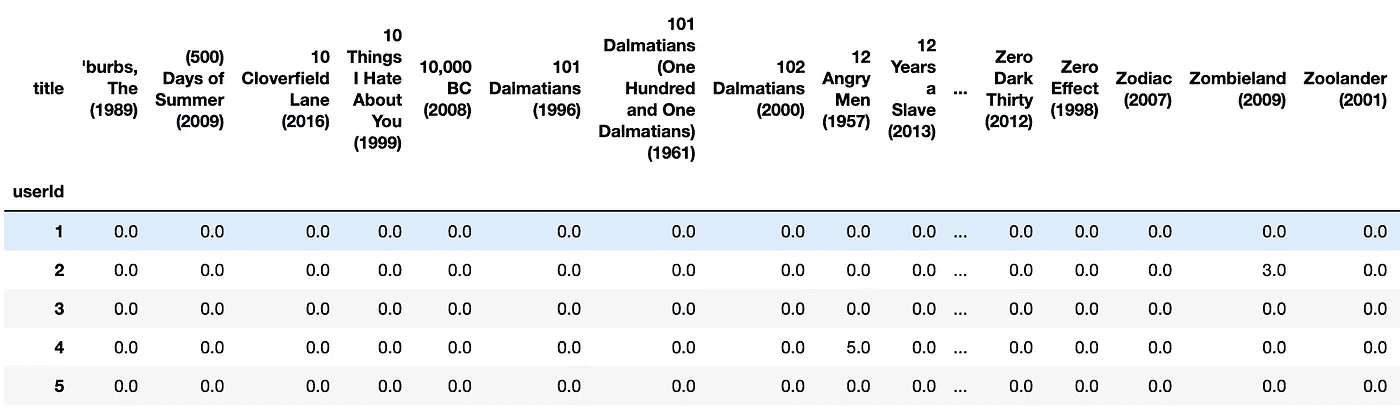 title 'burbs, The (1989) (500) Days of Summer (2009) 10 Cloverfield Lane (2016) 10 Things I Hate About You (1999) 10,000 BC (2008) 101 Dalmatians (1996) 101 Dalmatians (One Hundred and One Dalmatians) (1961) 102 Dalmatians (2000) 12 Angry Men (1957) 12 Years a Slave (2013) ... Zero Dark Thirty (2012) Zero Effect (1998) Zodiac (2007) Zombieland (2009) Zoolander (2001)
userId
1 0.0 0.0 0.0 0.0 0.0 0.0 0.0 0.0 0.0 0.0 ... 0.0 0.0 0.0 0.0 0.0
2 0.0 0.0 0.0 0.0 0.0 0.0 0.0 0.0 0.0 0.0 ... 0.0 0.0 0.0 3.0 0.0
3 0.0 0.0 0.0 0.0 0.0 0.0 0.0 0.0 0.0 0.0 ... 0.0 0.0 0.0 0.0 0.0
4 0.0 0.0 0.0 0.0 0.0 0.0 0.0 0.0 5.0 0.0 ... 0.0 0.0 0.0 0.0 0.0
5 0.0 0.0 0.0 0.0 0.0 0.0 0.0 0.0 0.0 0.0 ... 0.0 0.0 0.0 0.0 0.0